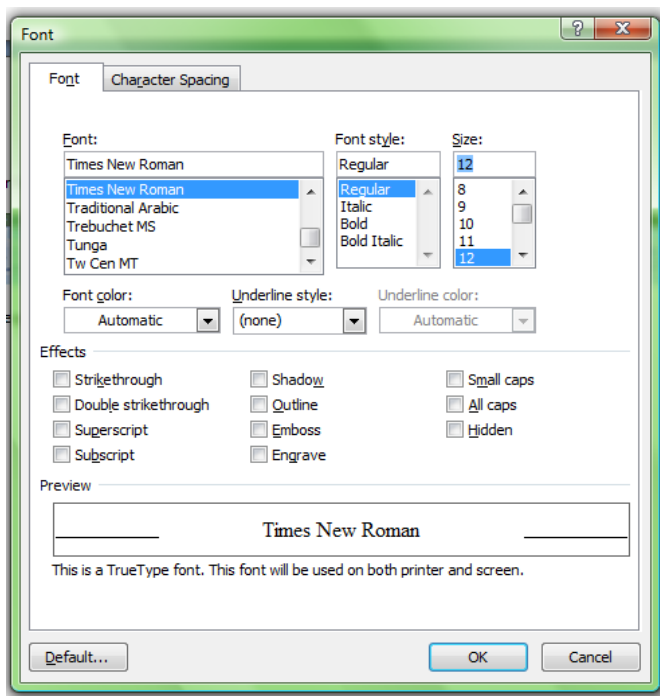 Font
Font Character Spacing
Font: Font style: Size:
Times New Roman Regular 12
Times New Roman Regular 8
Traditional Arabic Italic 9
Trebuchet MS Bold 10
Tunga Bold Italic 11
Tw Cen MT 12
Font color: Underline style: Underline color:
Automatic (none) Automatic
Effects
Strikethrough Shadow Small caps
Double strikethrough Outline All caps
Superscript Emboss Hidden
Subscript Engrave
Preview
Times New Roman
This is a TrueType font. This font will be used on both printer and screen.
Default... OK Cancel